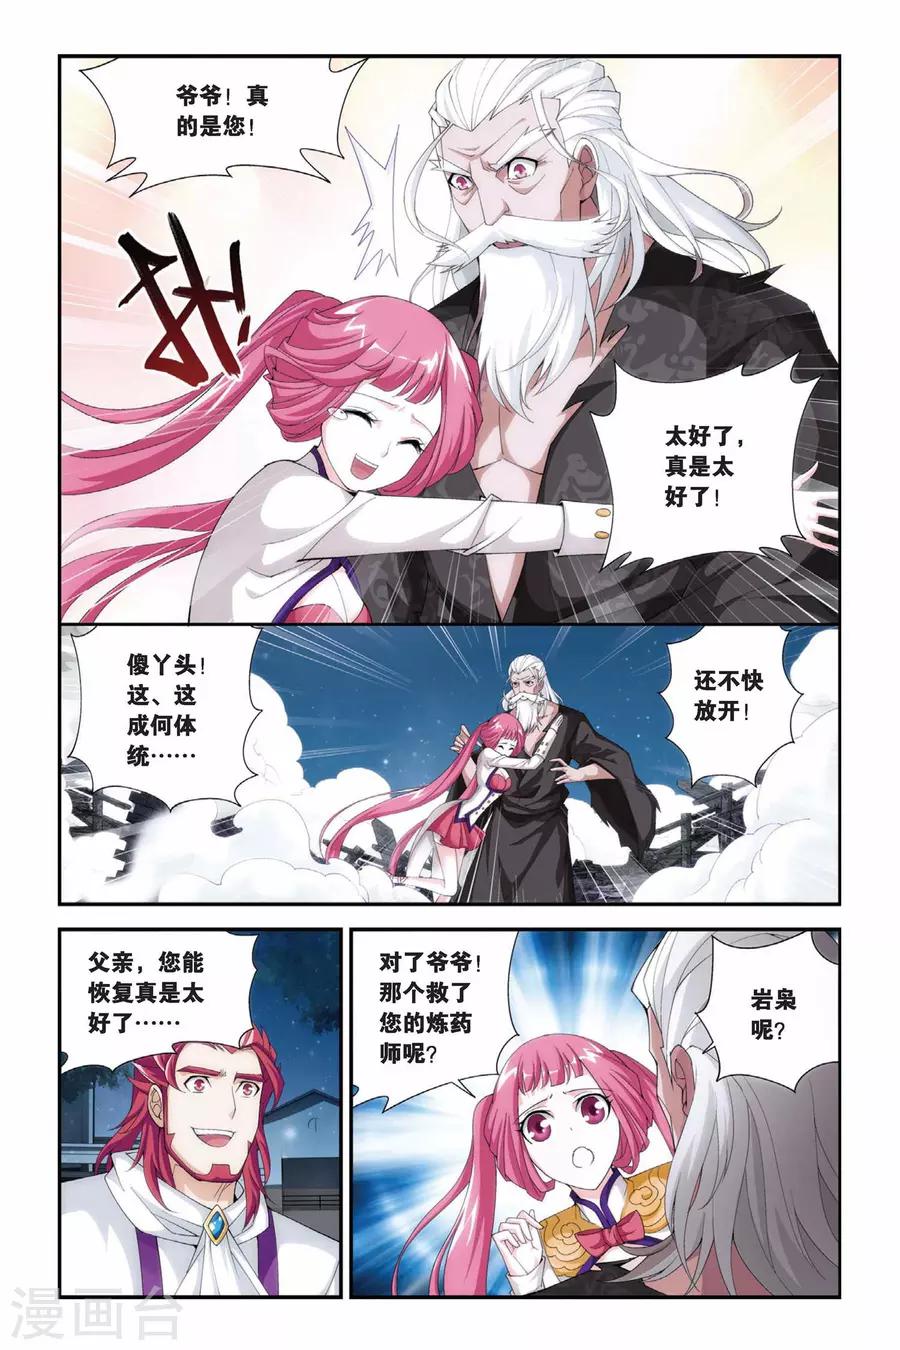 爷爷！真
的是您！
扑！
太好了，
真是太
好了！
傻丫头！
这、这
成何体
统……
还不快
放开！
父亲，您能
恢复真是太
好了……
对了爷爷！
那个救了
您的炼药
师呢？
岩枭
呢？
漫画台